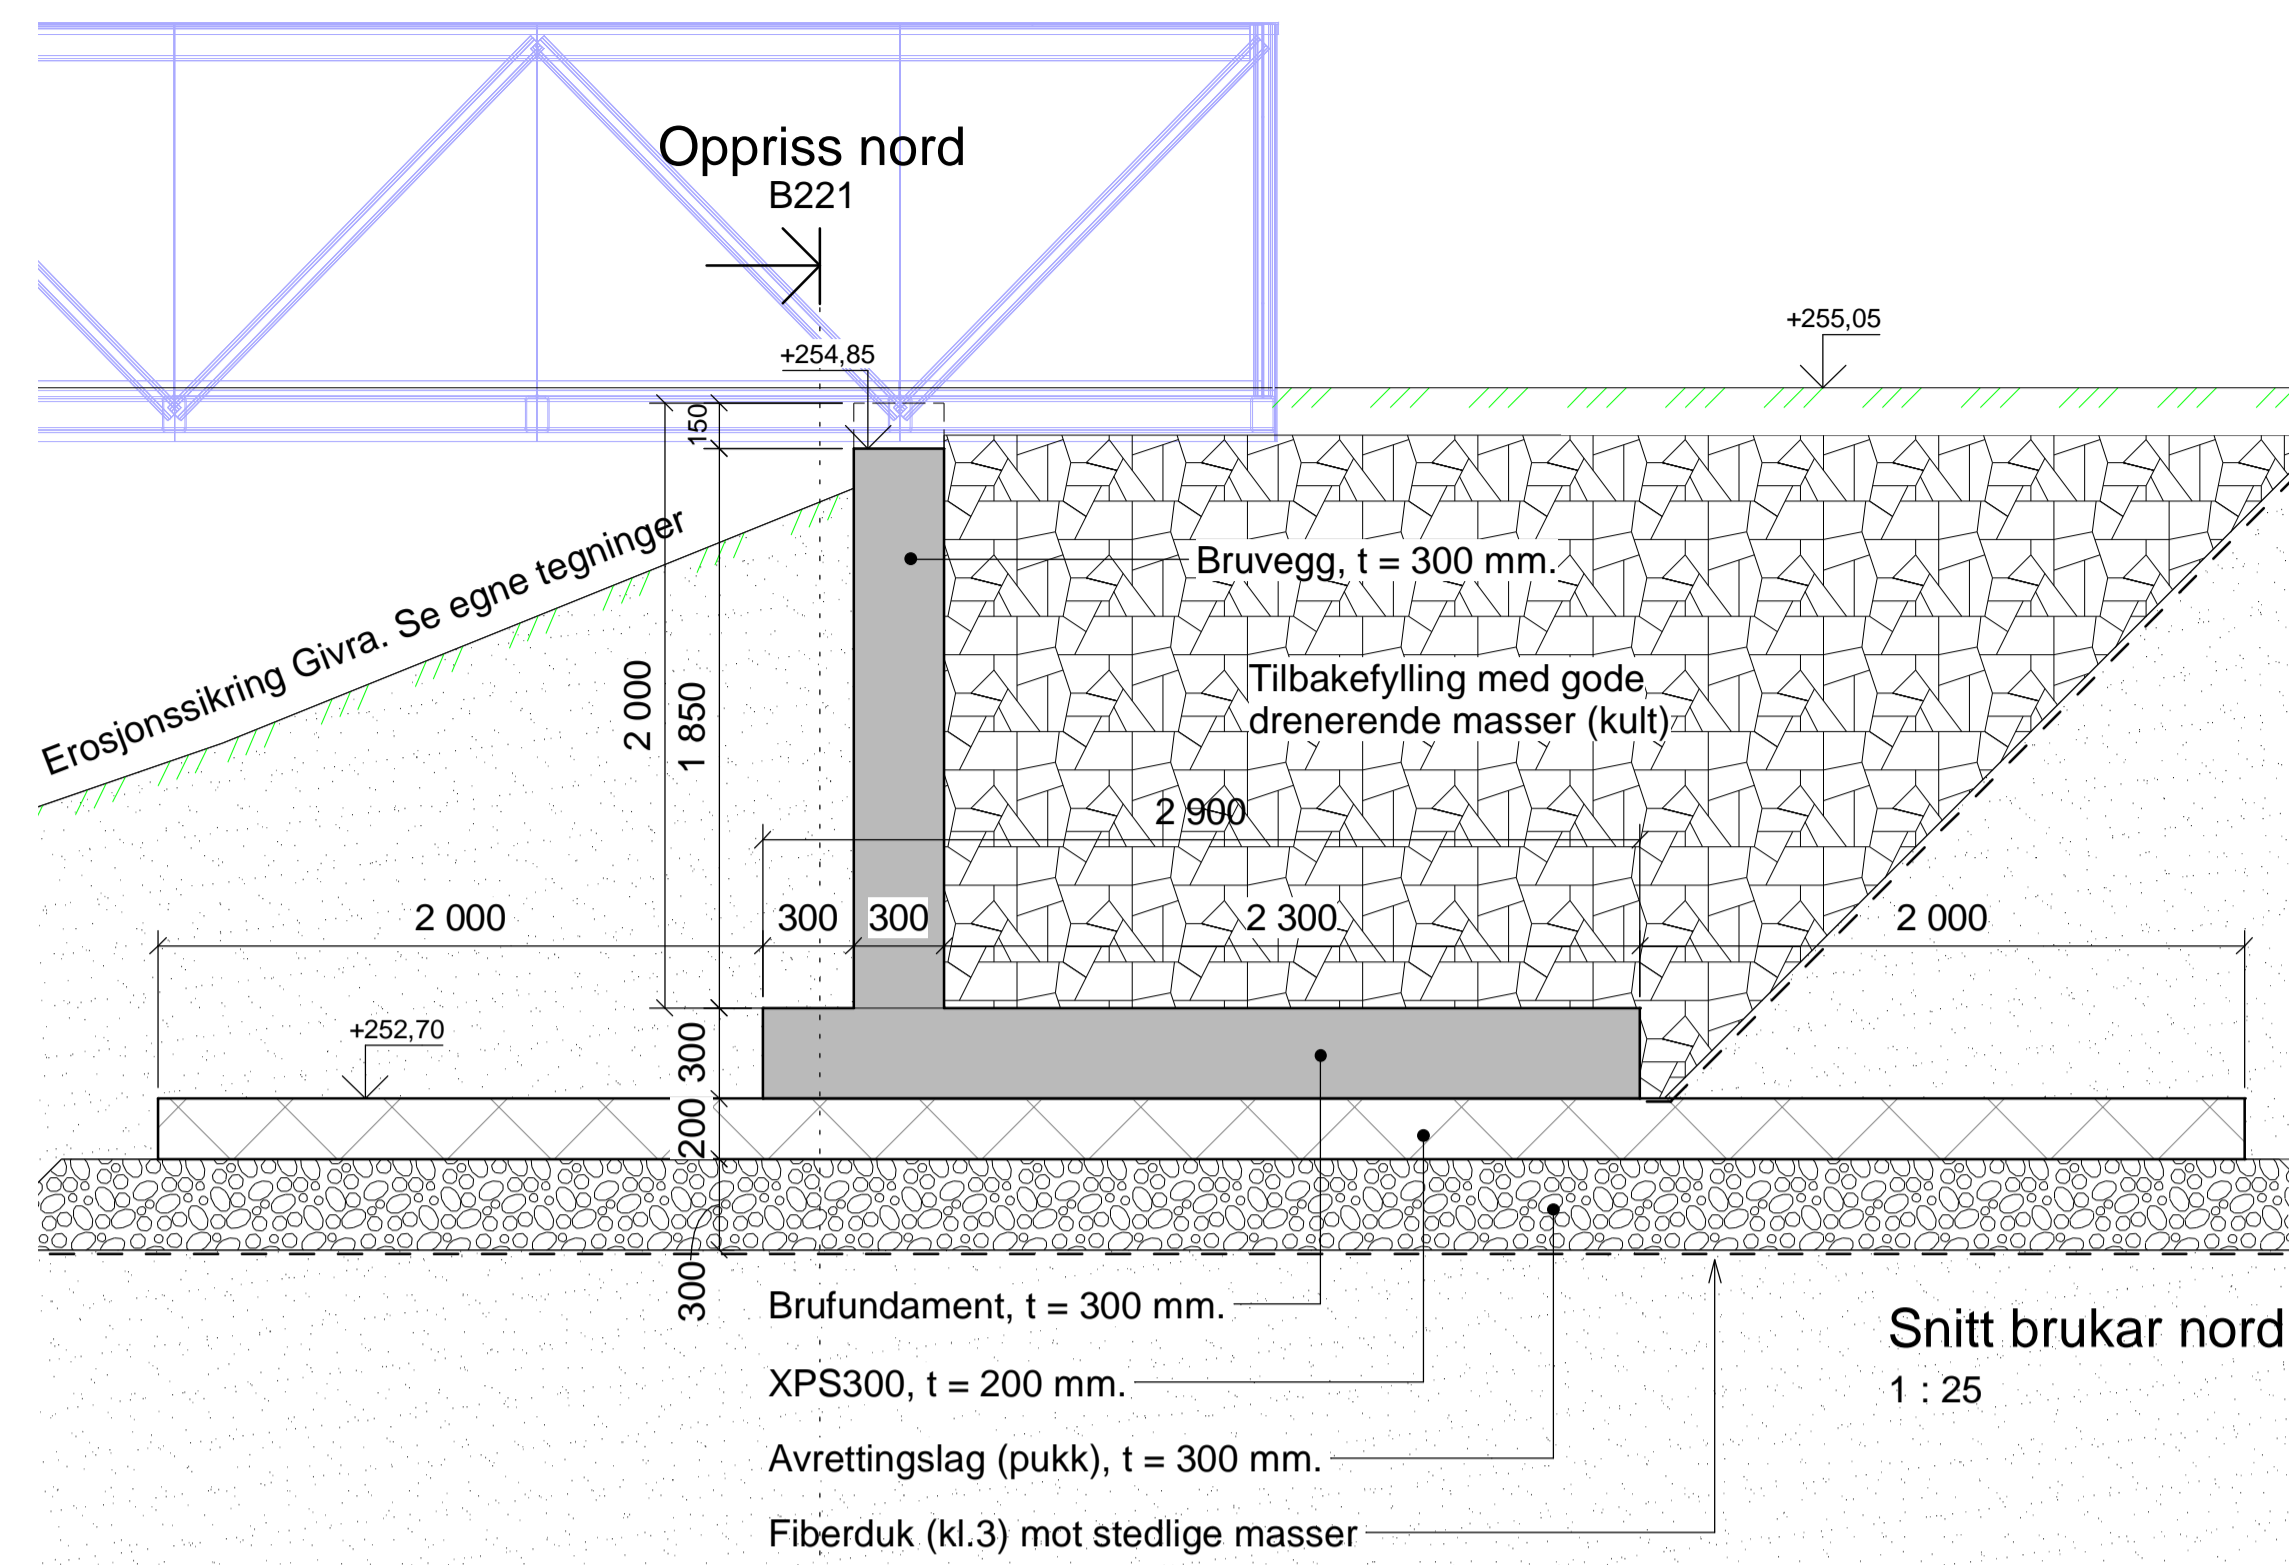 Oppriss nord
B221
+254,85
+255,05
150
Bruvegg, t = 300 mm.
Erosjonssikring Givra. Se egne tegninger
2 000
1 850
Tilbakefylling med gode
drenerende masser (kult)
2 900
2 000
300
300
2 300
2 000
+252,70
300
200
300
Brufundament, t = 300 mm.
XPS300, t = 200 mm.
Avrettingslag (pukk), t = 300 mm.
Fiberduk (kl.3) mot stedlige masser
Snitt brukar nord
1 : 25